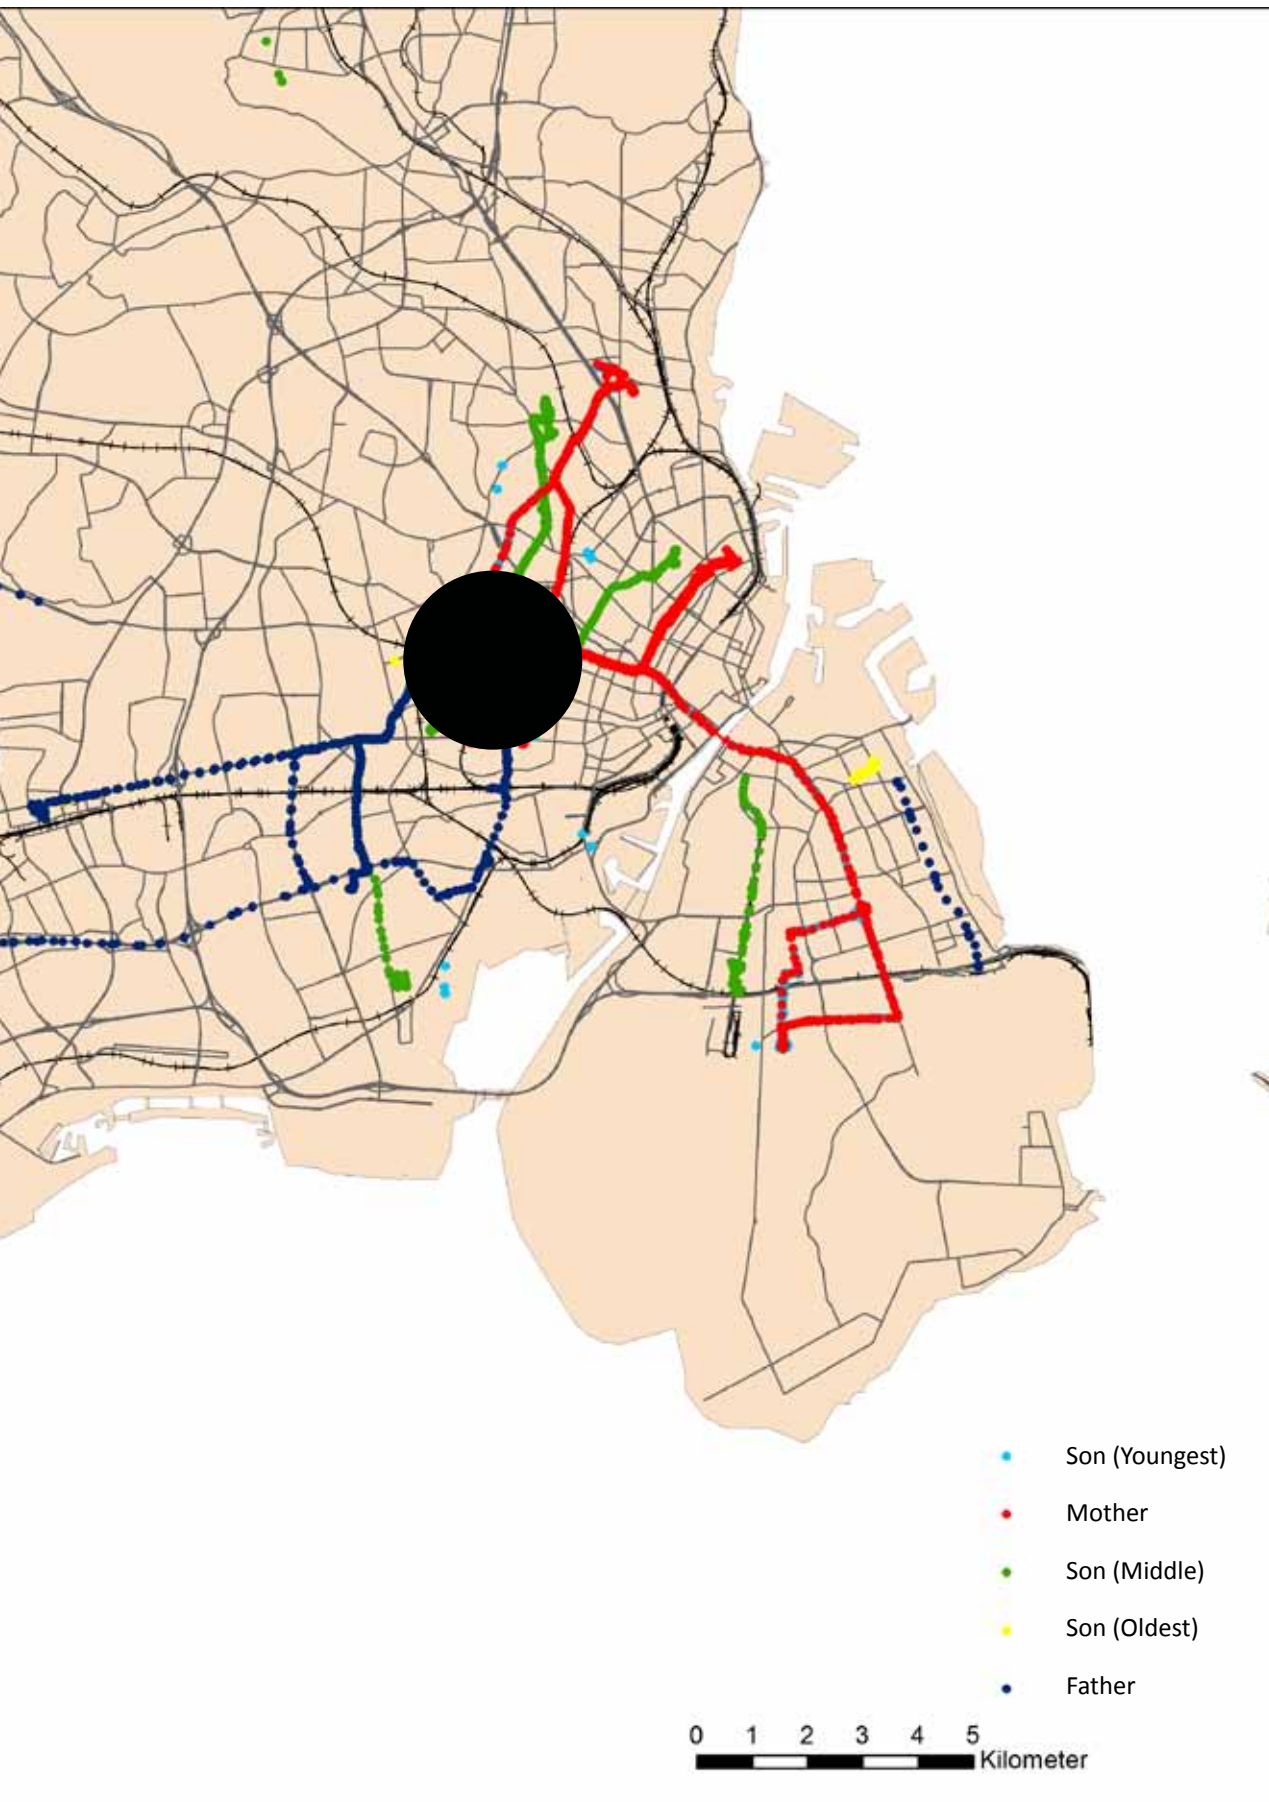 Son (Youngest)
Mother
Son (Middle)
Son (Oldest)
Father
0 1 2 3 4 5
Kilometer